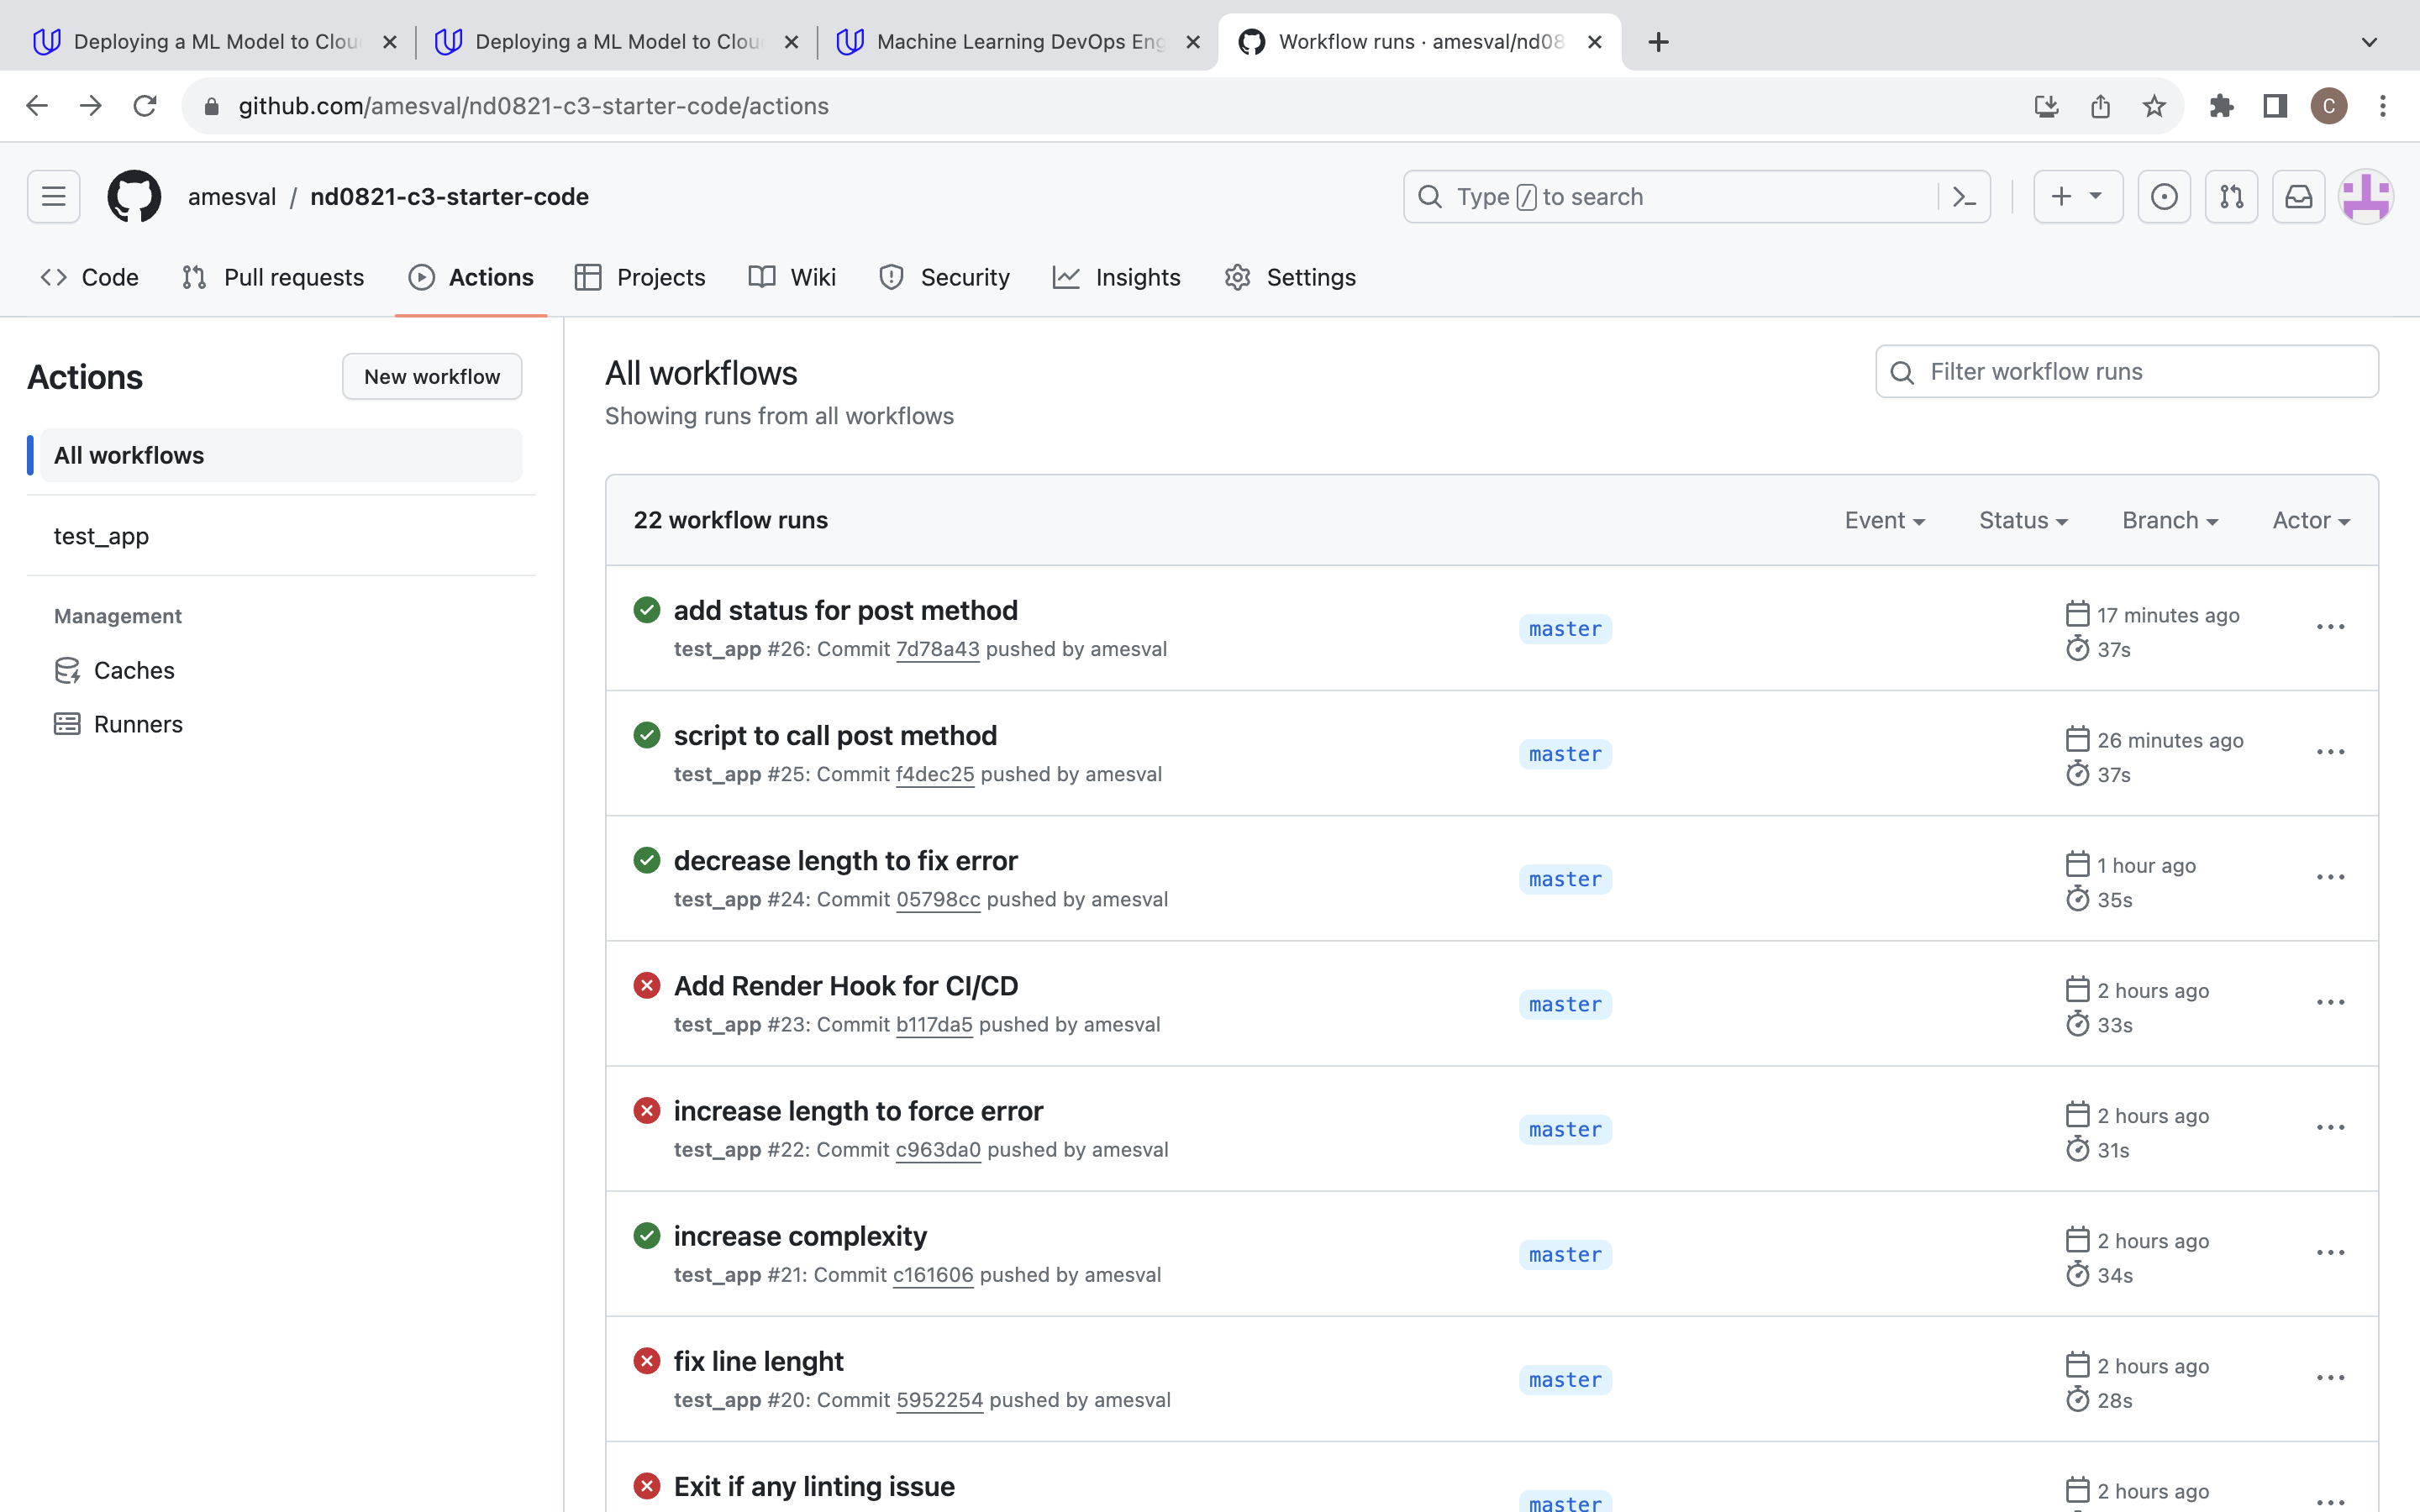 Deploying a ML Model to Clou
Deploying a ML Model to Clou
Machine Learning DevOps Eng
Workflow runs · amesval/nd08
github.com/amesval/nd0821-c3-starter-code/actions
C
amesval / nd0821-c3-starter-code
Type / to search
Code
Pull requests
Actions
Projects
Wiki
Security
Insights
Settings
Actions
New workflow
All workflows
test_app
Management
Caches
Runners
All workflows
Showing runs from all workflows
Filter workflow runs
22 workflow runs
Event
Status
Branch
Actor
add status for post method
test_app #26: Commit 7d78a43 pushed by amesval
master
17 minutes ago
37s
script to call post method
test_app #25: Commit f4dec25 pushed by amesval
master
26 minutes ago
37s
decrease length to fix error
test_app #24: Commit 05798cc pushed by amesval
master
1 hour ago
35s
Add Render Hook for CI/CD
test_app #23: Commit b117da5 pushed by amesval
master
2 hours ago
33s
increase length to force error
test_app #22: Commit c963da0 pushed by amesval
master
2 hours ago
31s
increase complexity
test_app #21: Commit c161606 pushed by amesval
master
2 hours ago
34s
fix line lenght
test_app #20: Commit 5952254 pushed by amesval
master
2 hours ago
28s
Exit if any linting issue
master
2 hours ago